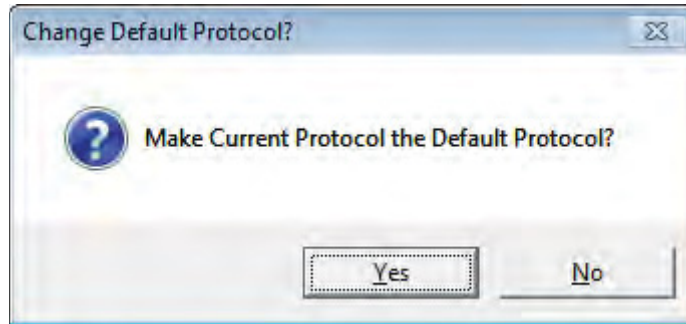 Change Default Protocol?
Make Current Protocol the Default Protocol?
Yes No